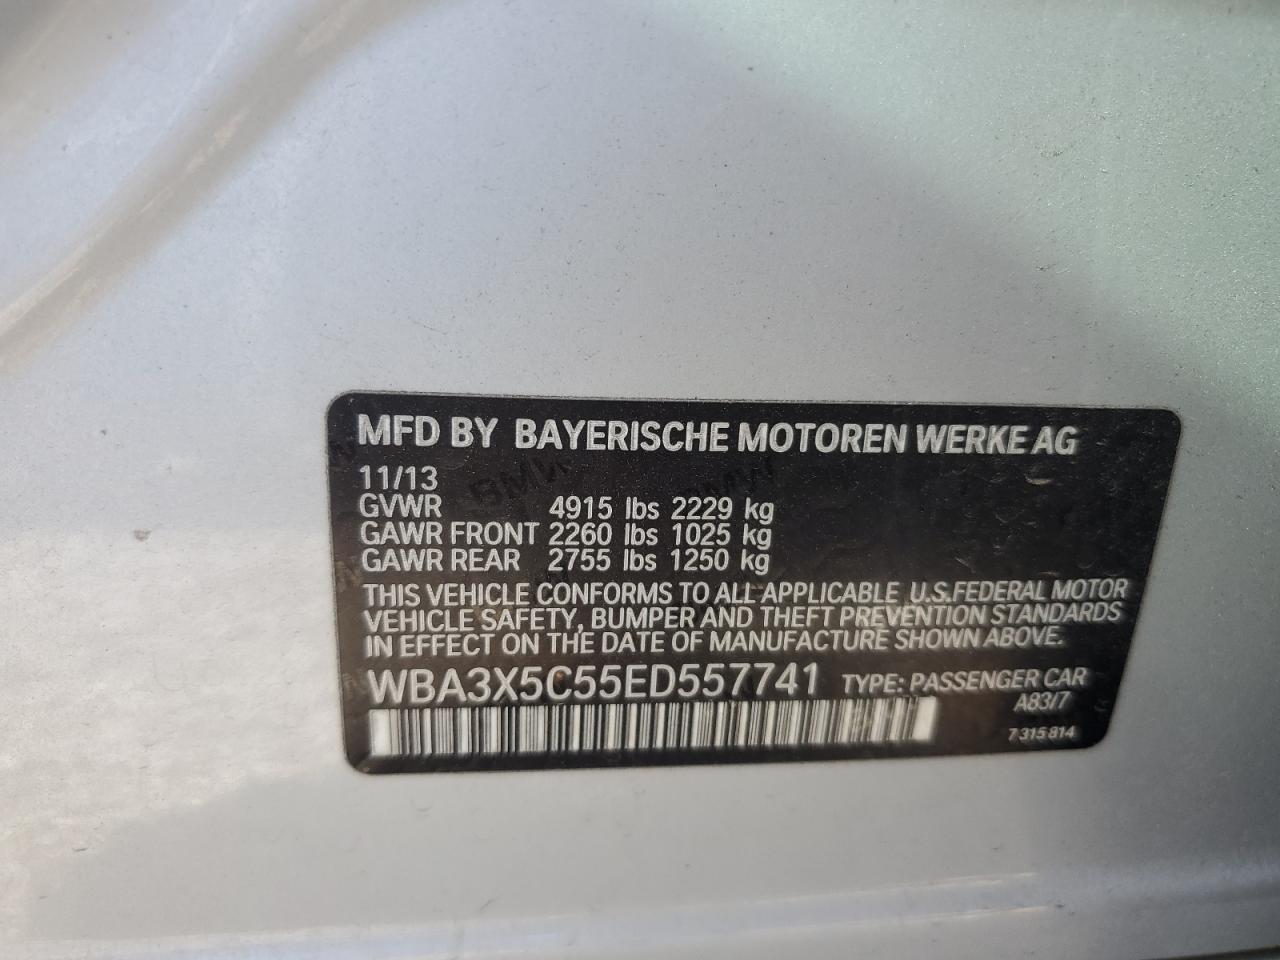 MFD BY BAYERISCHE MOTOREN WERKE AG
11/13
GVWR 4915 lbs 2229 kg
GAWR FRONT 2260 lbs 1025 kg
GAWR REAR 2755 lbs 1250 kg
THIS VEHICLE CONFORMS TO ALL APPLICABLE U.S. FEDERAL MOTOR
VEHICLE SAFETY, BUMPER AND THEFT PREVENTION STANDARDS
IN EFFECT ON THE DATE OF MANUFACTURE SHOWN ABOVE.
WBA3X5C55ED557741 TYPE: PASSENGER CAR
A83/7
7 315 814